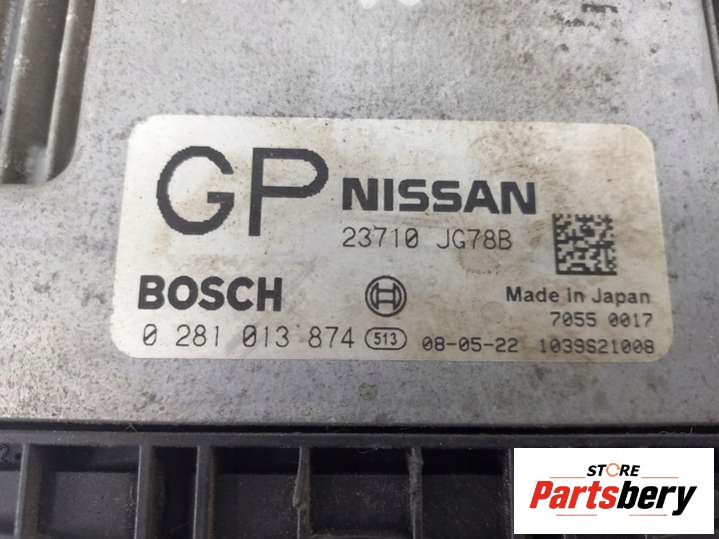 GP NISSAN
23710 JG78B
BOSCH
Made in Japan
7055 0017
0 281 013 874 513 08-05-22 1039S21008
2.
STORE
Partsbery